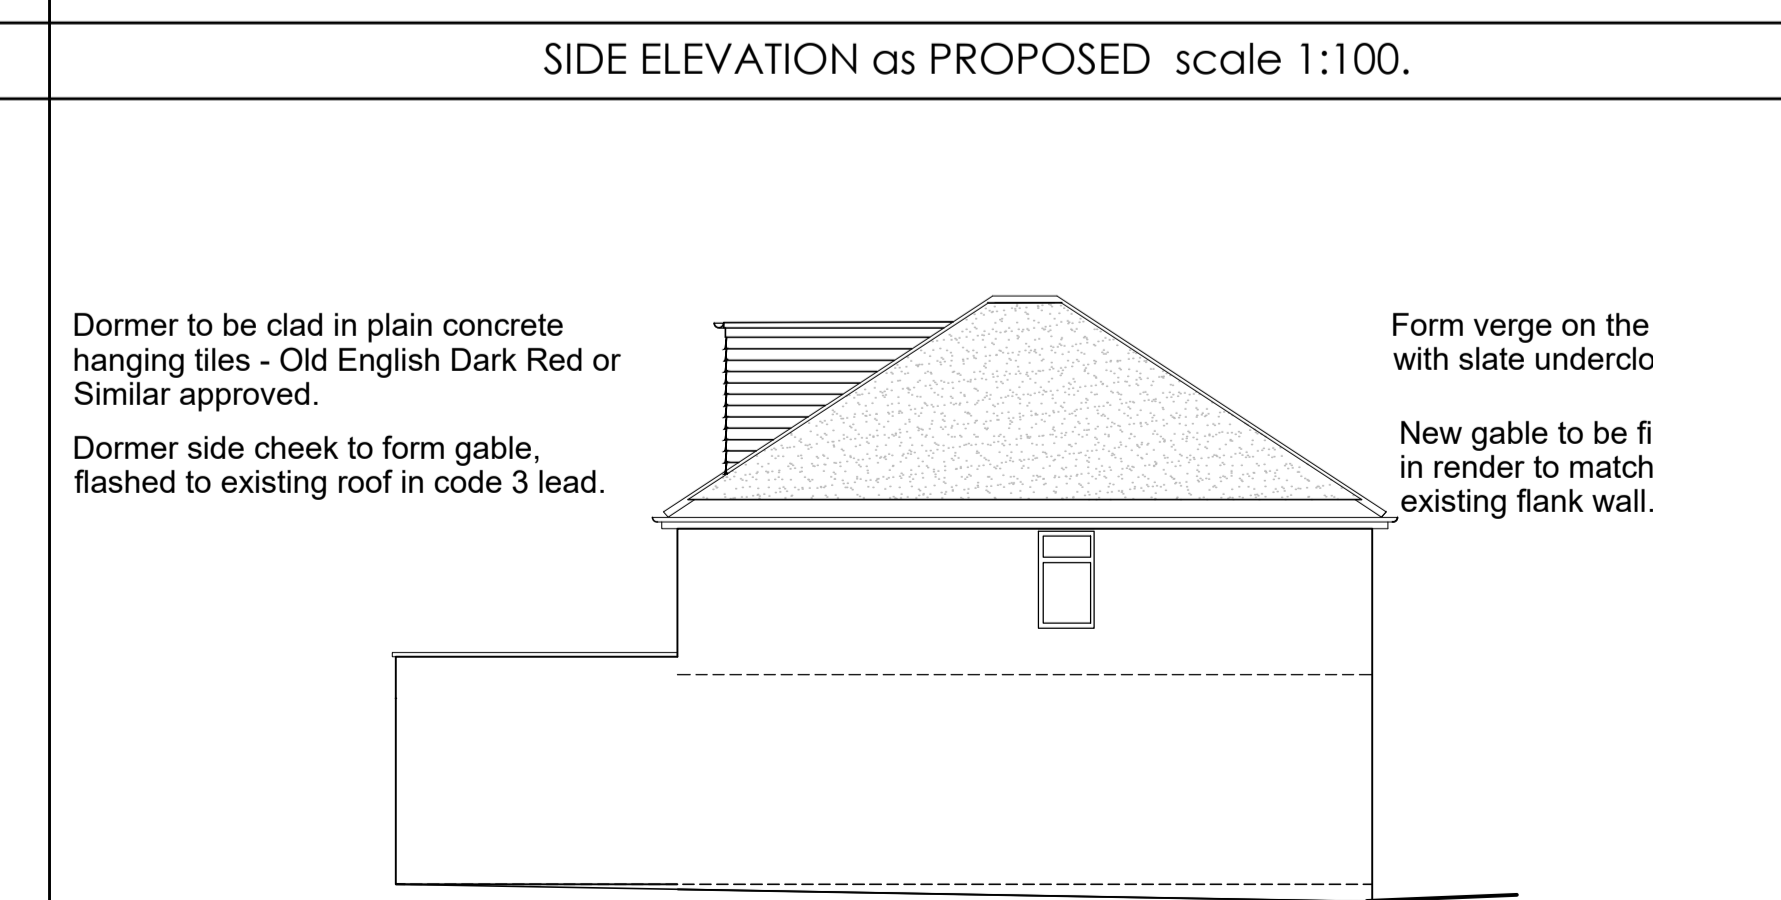 SIDE ELEVATION as PROPOSED scale 1:100.
Dormer to be clad in plain concrete
hanging tiles - Old English Dark Red or
Similar approved.
Dormer side cheek to form gable,
flashed to existing roof in code 3 lead.
Form verge on the
with slate
New gable to be
in render to match
existing flank wall.